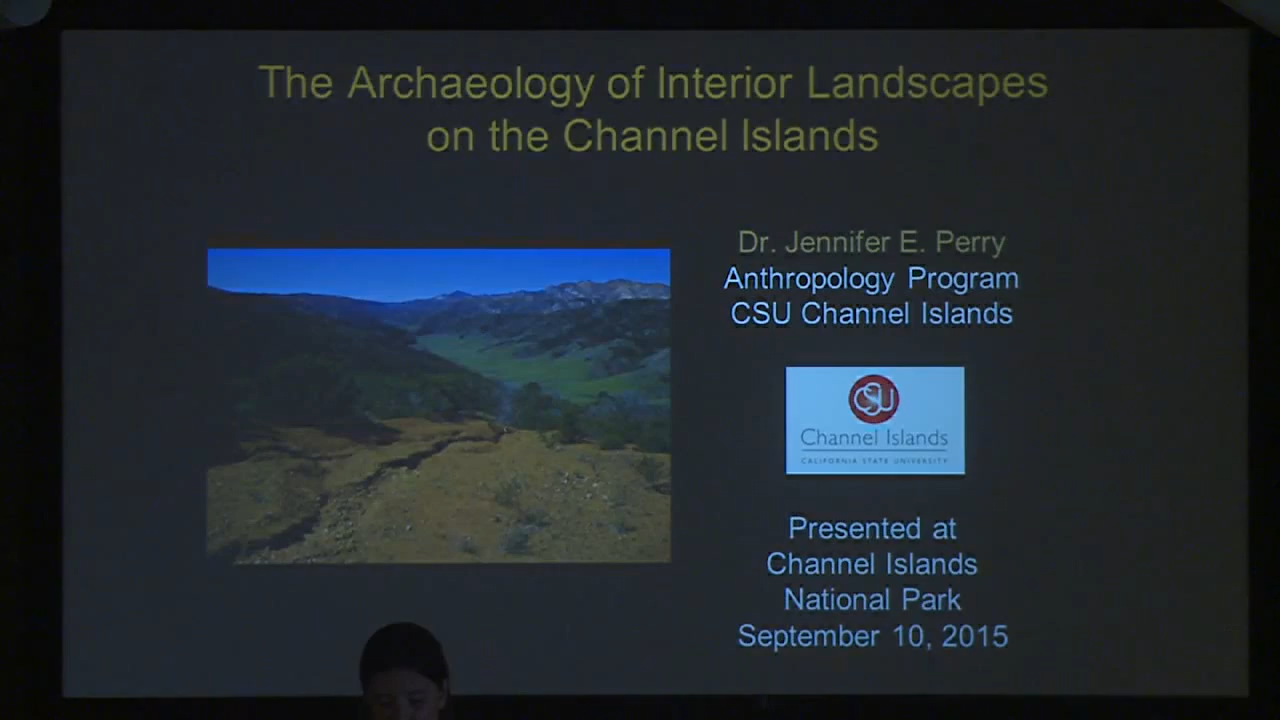 The Archaeology of Interior Landscapes
on the Channel Islands
Dr. Jennifer E. Perry
Anthropology Program
CSU Channel Islands
CSU
Channel Islands
CALIFORNIA STATE UNIVERSITY
Presented at
Channel Islands
National Park
September 10, 2015